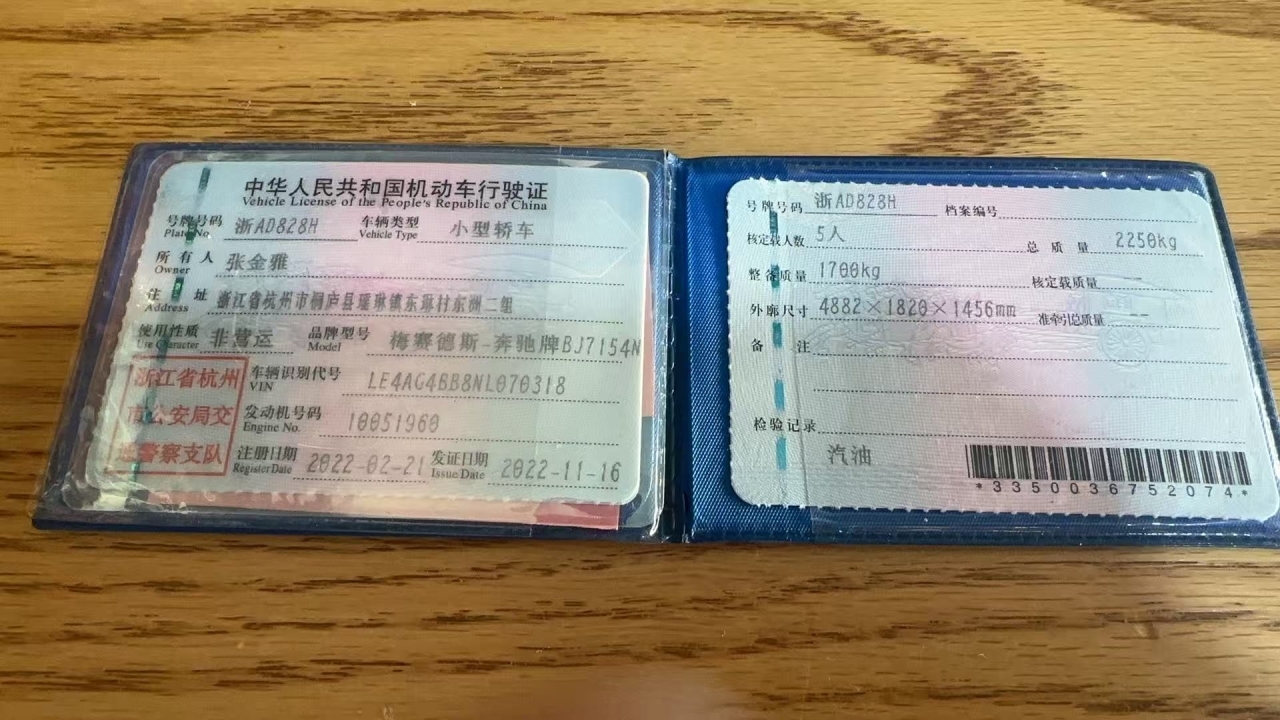 中华人民共和国机动车行驶证
Vehicle License of the People's Republic of China
号牌号码 浙AD828H 车辆类型 小型轿车
Plate No. Vehicle Type
所有人 张金雅
Owner
住址 浙江省杭州市桐庐县瑶琳镇东琳村东洲二组
Address
使用性质 非营运 品牌型号 梅赛德斯-奔驰牌BJ7154N
Use Character Model
浙江省杭州
市公安局交
通警察支队
车辆识别代号 LE4AG4BB8NL070318
VIN
发动机号码 10051960
Engine No.
注册日期 2022-02-21 发证日期 2022-11-16
Register Date Issue Date
号牌号码 浙AD828H 档案编号
核定载人数 5人 总质量 2250kg
整备质量 1700kg 核定载质量 --
外廓尺寸 4882×1820×1456mm 准牵引总质量 --
备注
检验记录
汽油
*3350036752074*